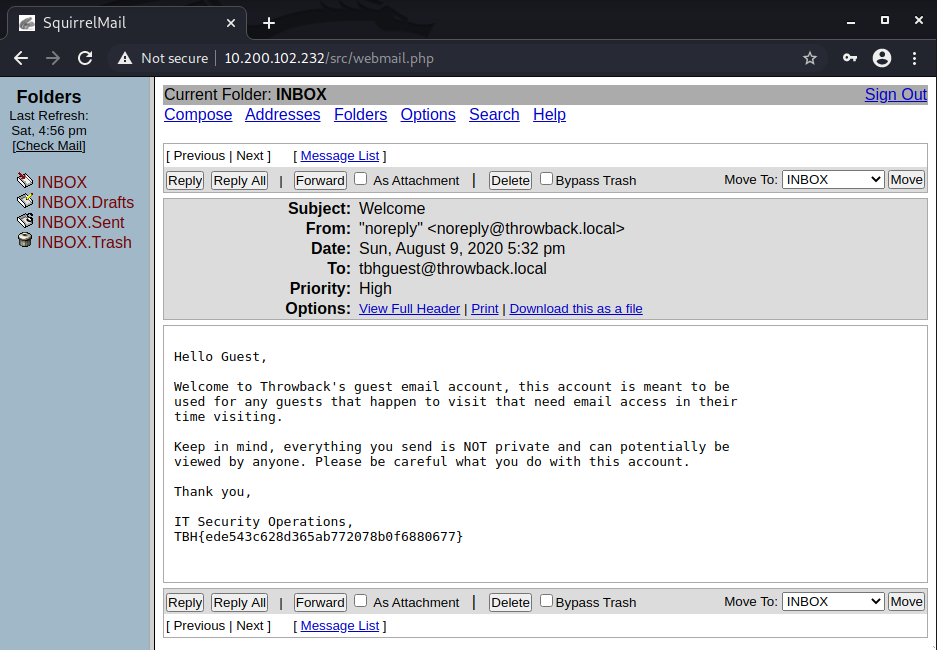 SquirrelMail
Not secure 10.200.102.232/src/webmail.php
Folders
Last Refresh:
Sat, 4:56 pm
[Check Mail]
INBOX
INBOX.Drafts
INBOX.Sent
INBOX.Trash
Current Folder: INBOX Sign Out
Compose Addresses Folders Options Search Help
[ Previous | Next ] [ Message List ]
Reply Reply All | Forward As Attachment | Delete Bypass Trash Move To: INBOX Move
Subject: Welcome
From: "noreply" <noreply@throwback.local>
Date: Sun, August 9, 2020 5:32 pm
To: tbhguest@throwback.local
Priority: High
Options: View Full Header | Print | Download this as a file
Hello Guest,
Welcome to Throwback's guest email account, this account is meant to be
used for any guests that happen to visit that need email access in their
time visiting.
Keep in mind, everything you send is NOT private and can potentially be
viewed by anyone. Please be careful what you do with this account.
Thank you,
IT Security Operations,
TBH{ede543c628d365ab772078b0f6880677}
Reply Reply All | Forward As Attachment | Delete Bypass Trash Move To: INBOX Move
[ Previous | Next ] [ Message List ]